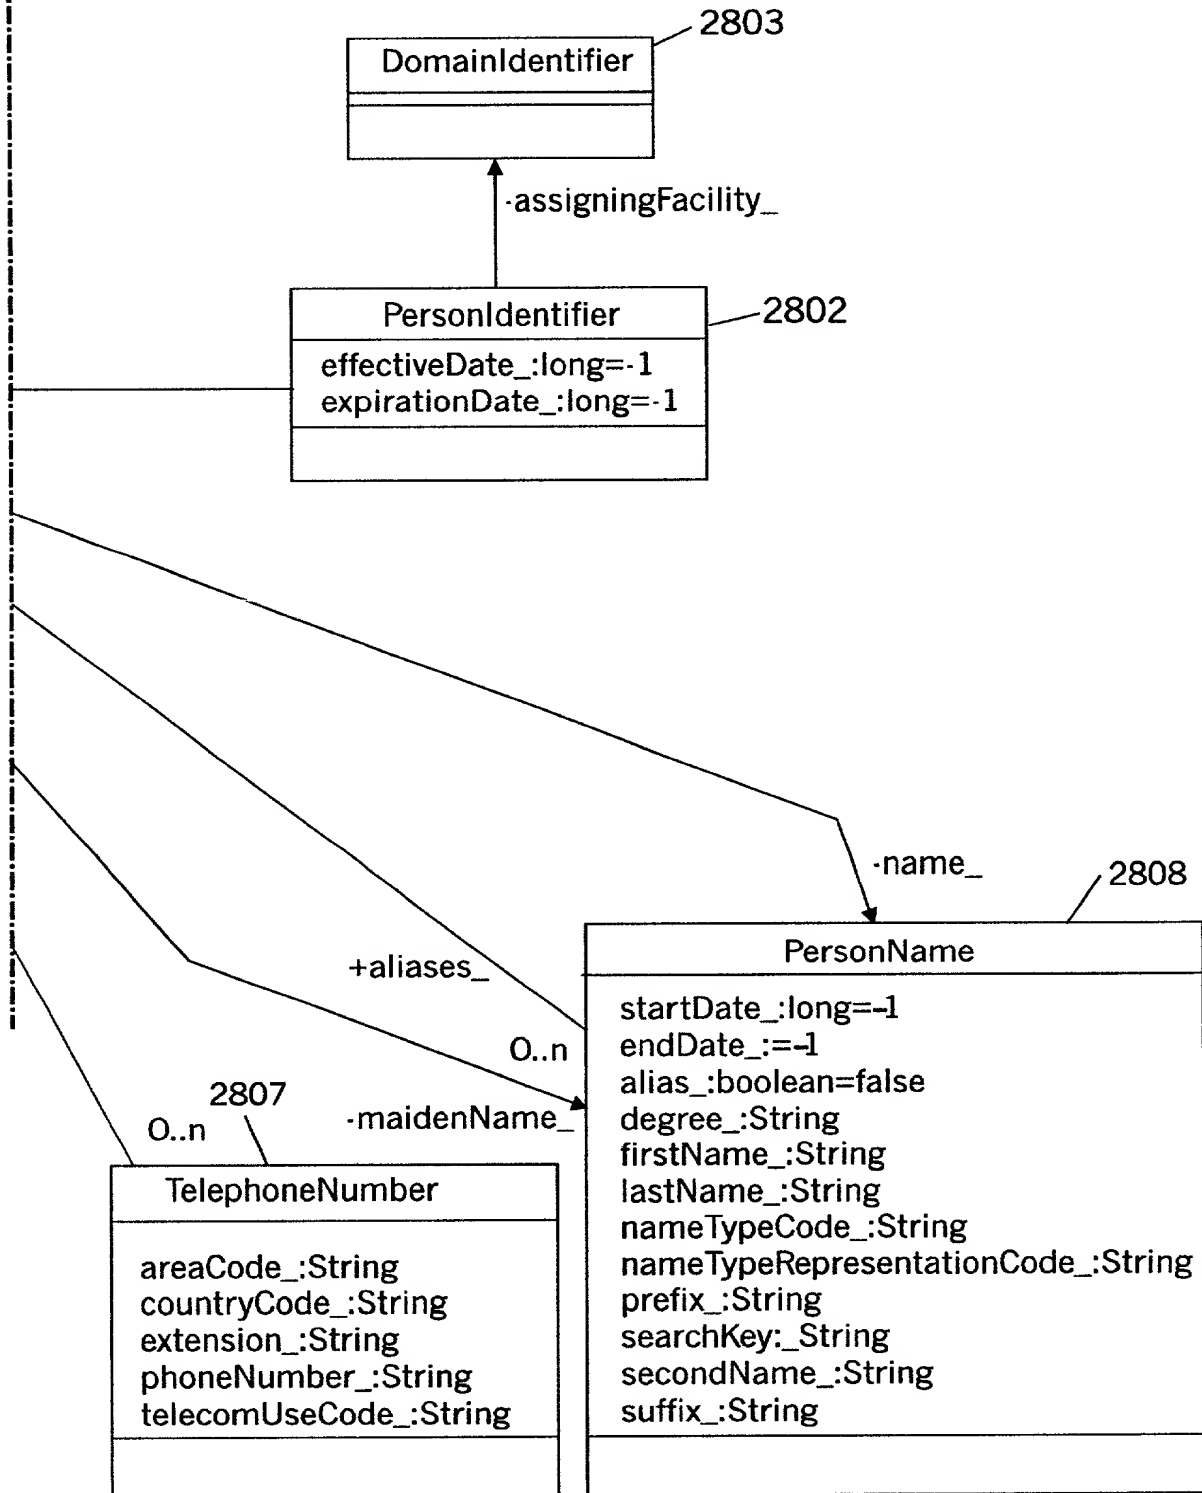 2803
DomainIdentifier
-assigningFacility_
PersonIdentifier
2802
effectiveDate_:long=-1
expirationDate_:long=-1
-name_
2808
PersonName
+aliases_
startDate_:long=-1
endDate_:=-1
O..n
alias_:boolean=false
2807
-maidenName_
degree_:String
O..n
firstName_:String
TelephoneNumber
lastName_:String
nameTypeCode_:String
areaCode_:String
nameTypeRepresentationCode_:String
countryCode_:String
prefix_:String
extension_:String
searchKey:_String
phoneNumber_:String
secondName_:String
telecomUseCode_:String
suffix_:String